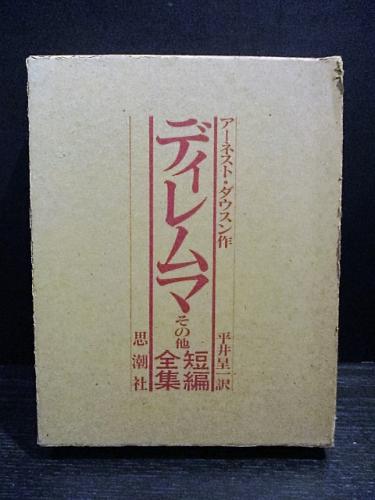 アーネスト・ダウスン作
平井呈一訳
ディレムマ
その他
短編
全集
思潮社